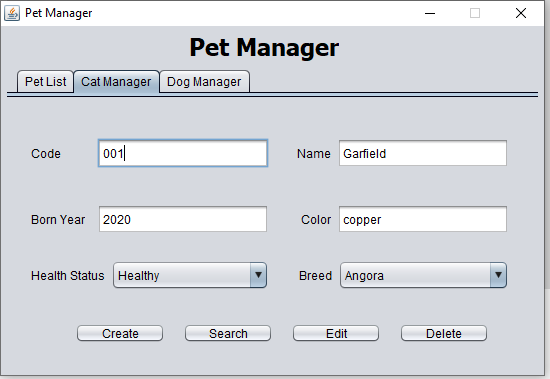 Pet Manager
Pet Manager
Pet List Cat Manager Dog Manager
Code 001 Name Garfield
Born Year 2020 Color copper
Health Status Healthy Breed Angora
Create Search Edit Delete